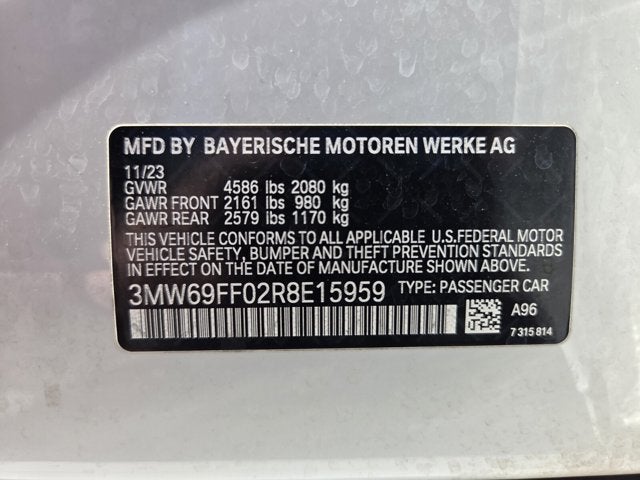 MFD BY BAYERISCHE MOTOREN WERKE AG
11/23
GVWR 4586 lbs 2080 kg
GAWR FRONT 2161 lbs 980 kg
GAWR REAR 2579 lbs 1170 kg
THIS VEHICLE CONFORMS TO ALL APPLICABLE U.S.FEDERAL MOTOR
VEHICLE SAFETY, BUMPER, AND THEFT PREVENTION STANDARDS
IN EFFECT ON THE DATE OF MANUFACTURE SHOWN ABOVE.
3MW69FF02R8E15959 TYPE: PASSENGER CAR
A96
7 315 814